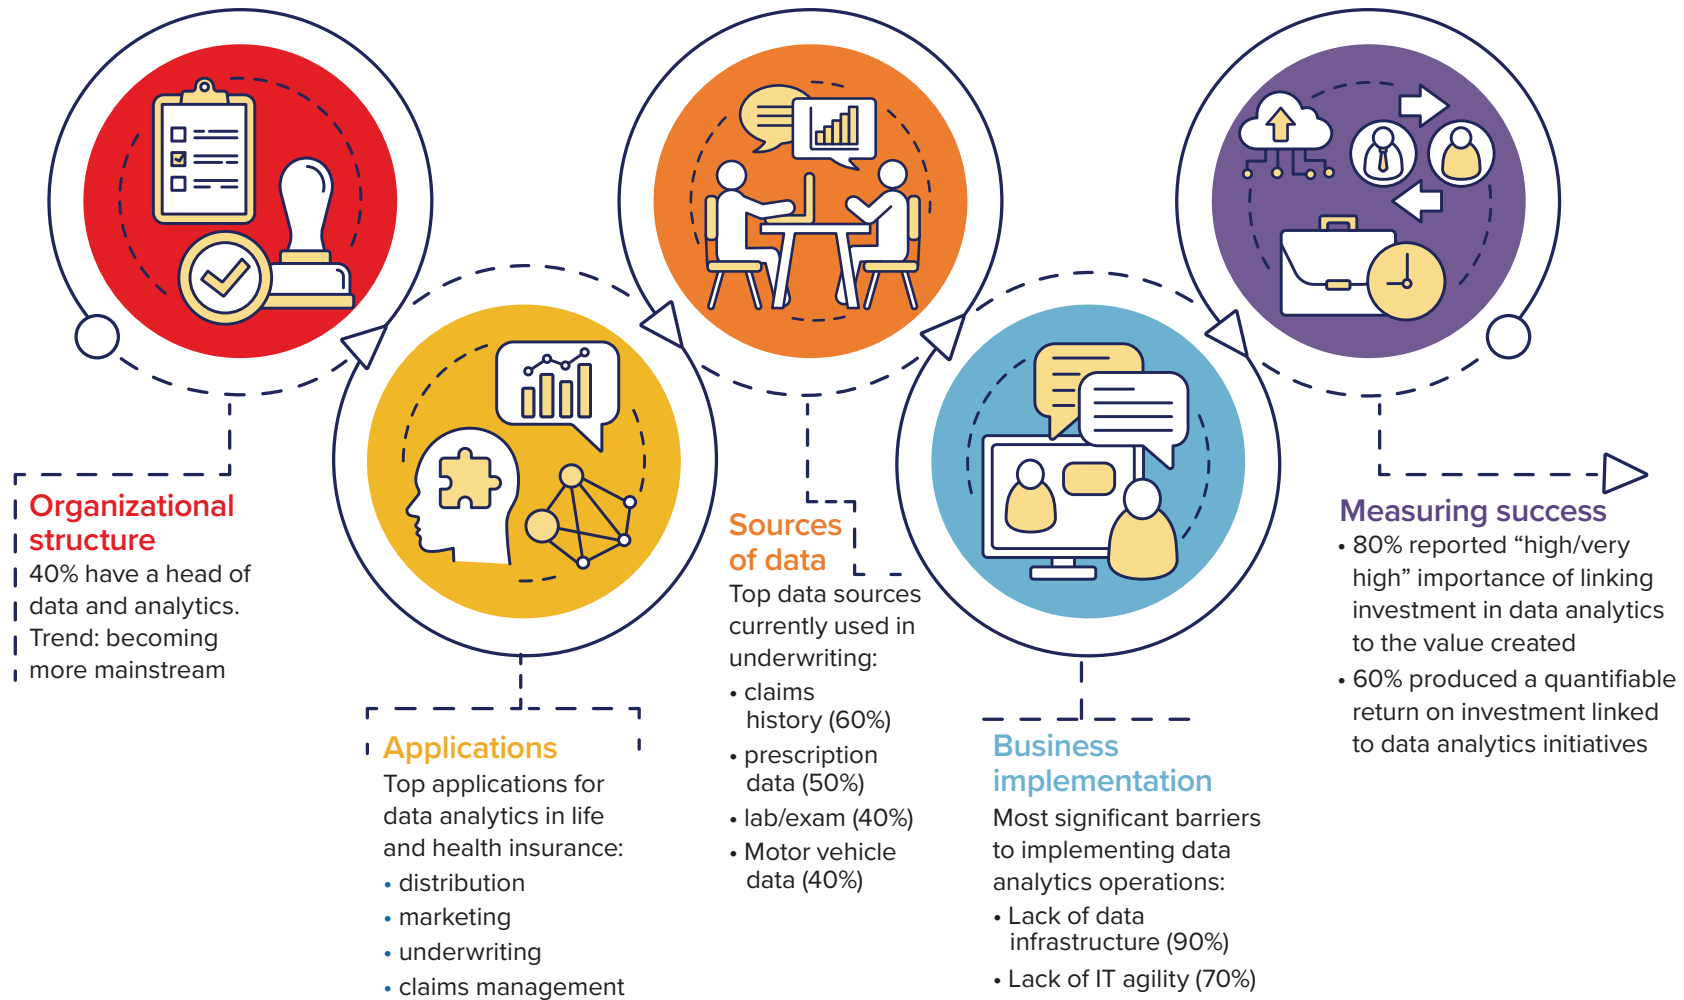 Organizational
structure
40% have a head of
data and analytics.
Trend: becoming
more mainstream
Applications
Top applications for
data analytics in life
and health insurance:
• distribution
• marketing
• underwriting
• claims management
Sources
of data
Top data sources
currently used in
underwriting:
• claims
history (60%)
• prescription
data (50%)
• lab/exam (40%)
• Motor vehicle
data (40%)
Business
implementation
Most significant barriers
to implementing data
analytics operations:
• Lack of data
infrastructure (90%)
• Lack of IT agility (70%)
Measuring success
• 80% reported “high/very
high” importance of linking
investment in data analytics
to the value created
• 60% produced a quantifiable
return on investment linked
to data analytics initiatives